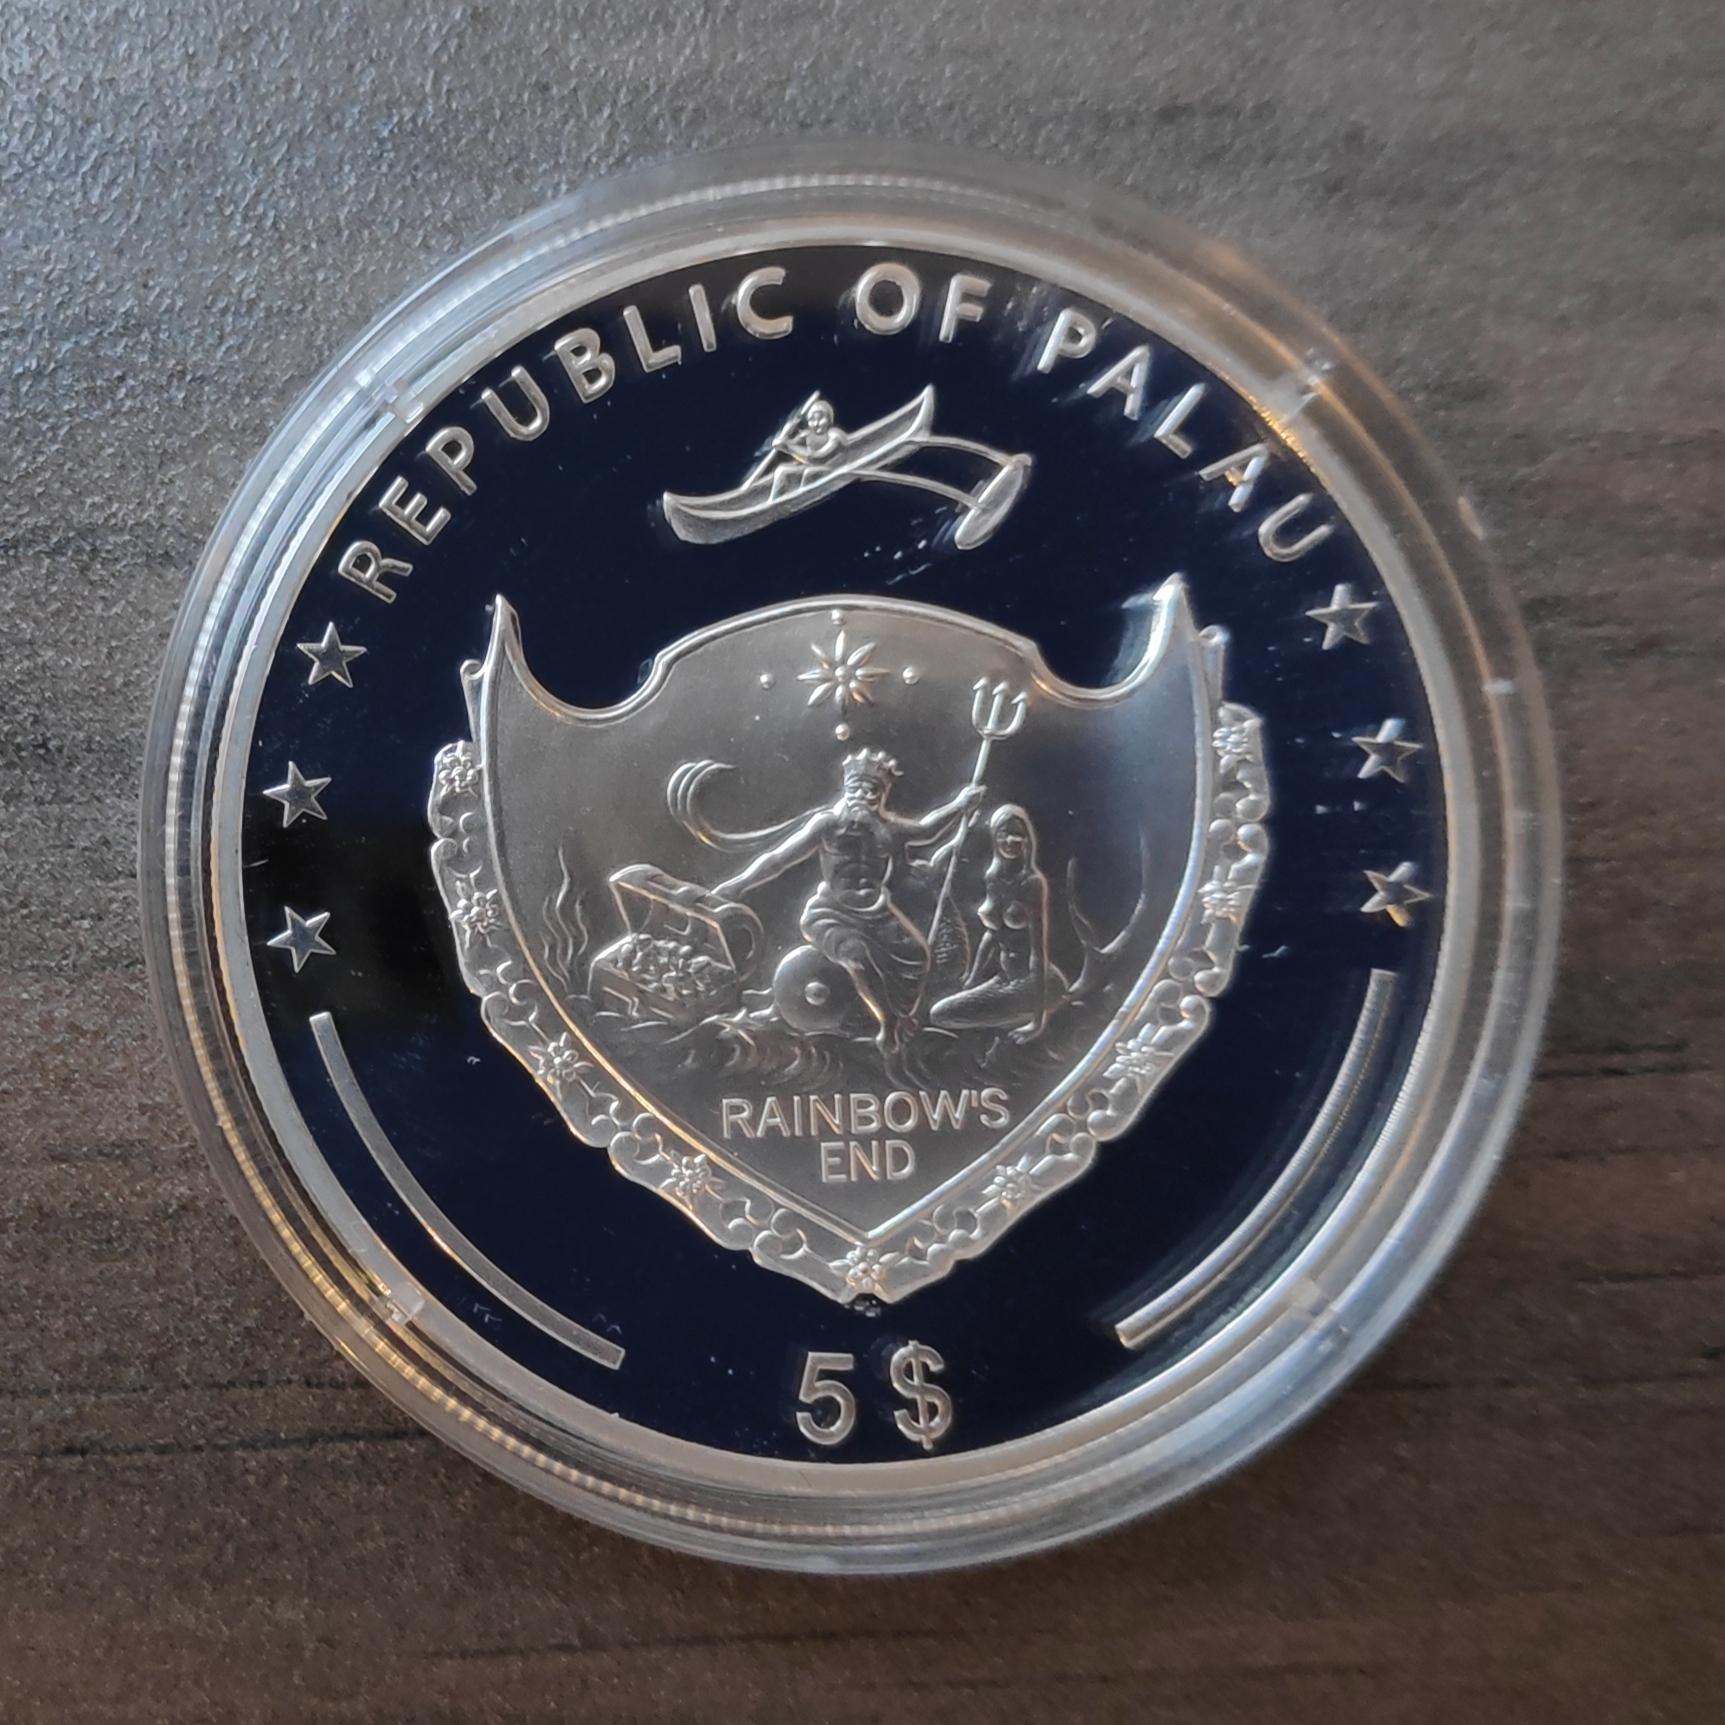 REPUBLIC OF PALAU
RAINBOW'S
END
5 $